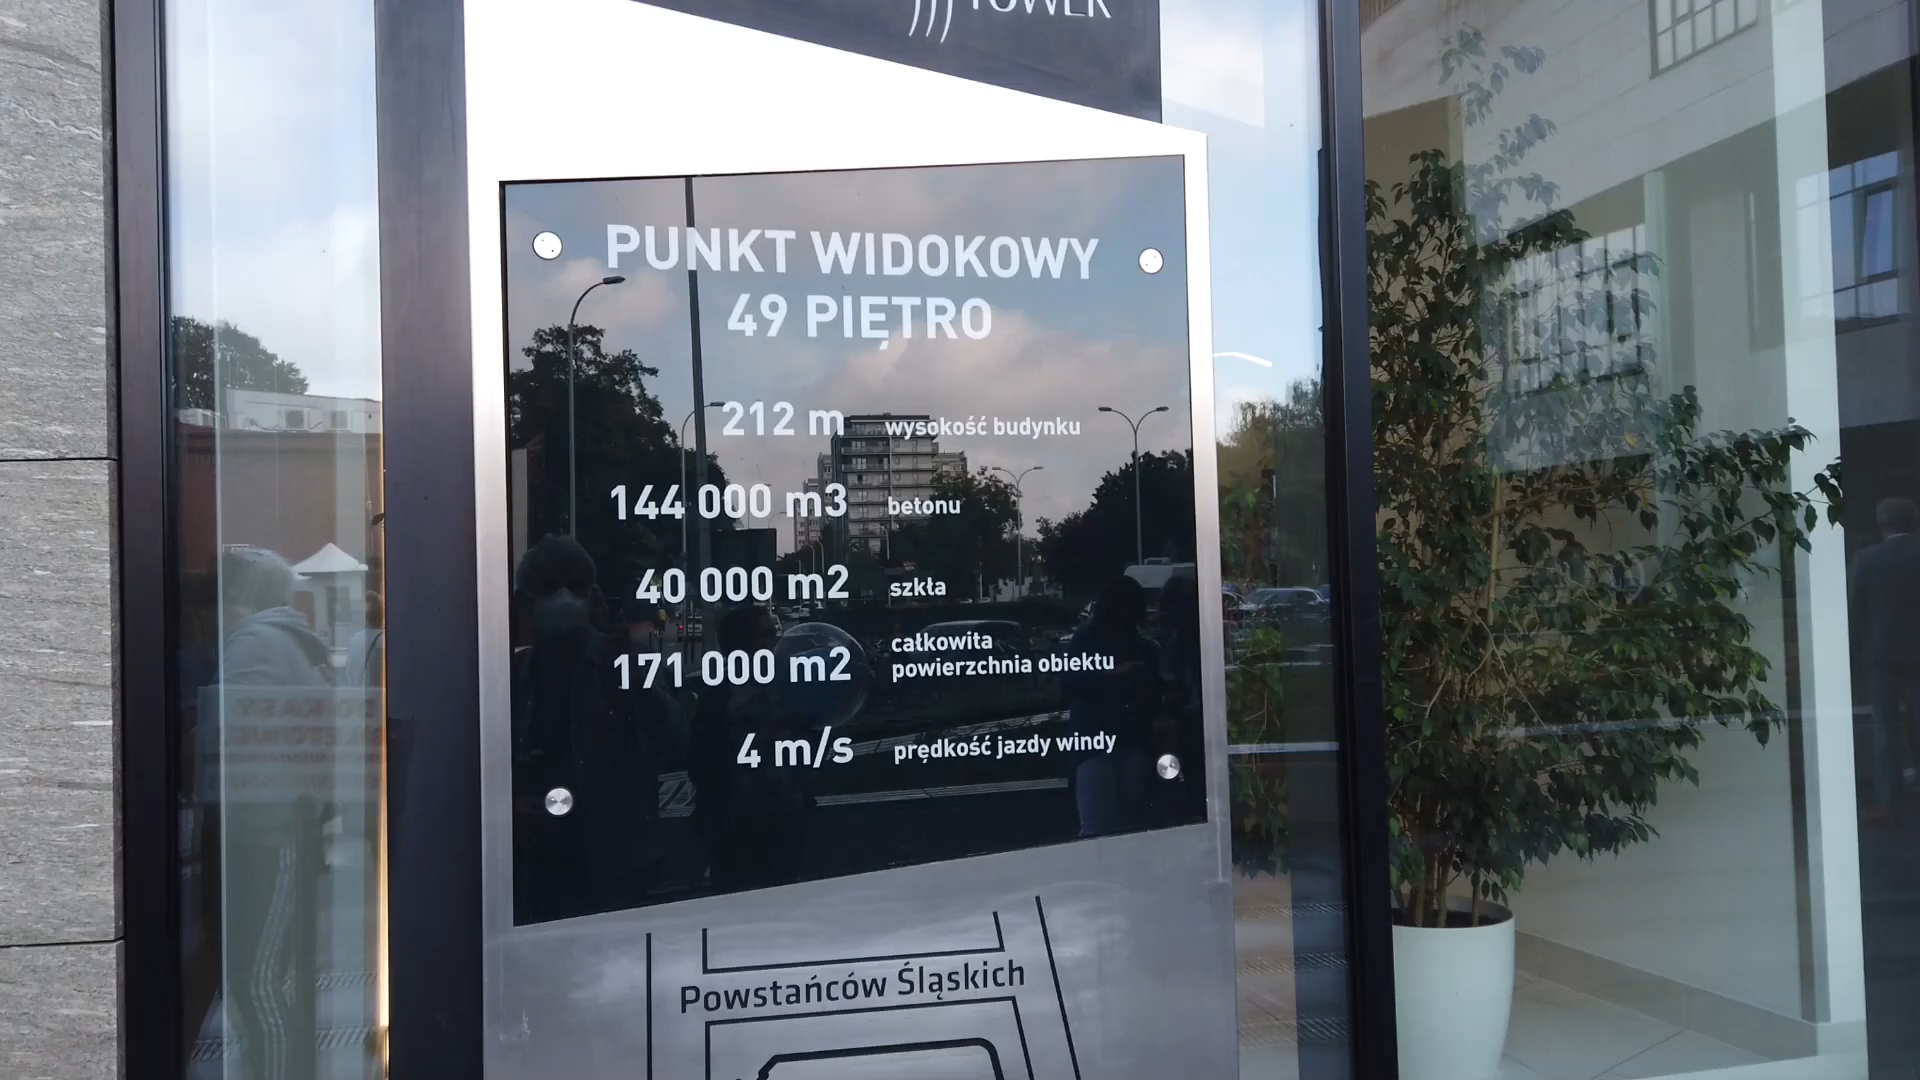 TOWER
PUNKT WIDOKOWY
49 PIĘTRO
212 m wysokość budynku
144 000 m3 betonu
40 000 m2 szkła
171 000 m2 całkowita
powierzchnia obiektu
4 m/s prędkość jazdy windy
Powstańców Śląskich